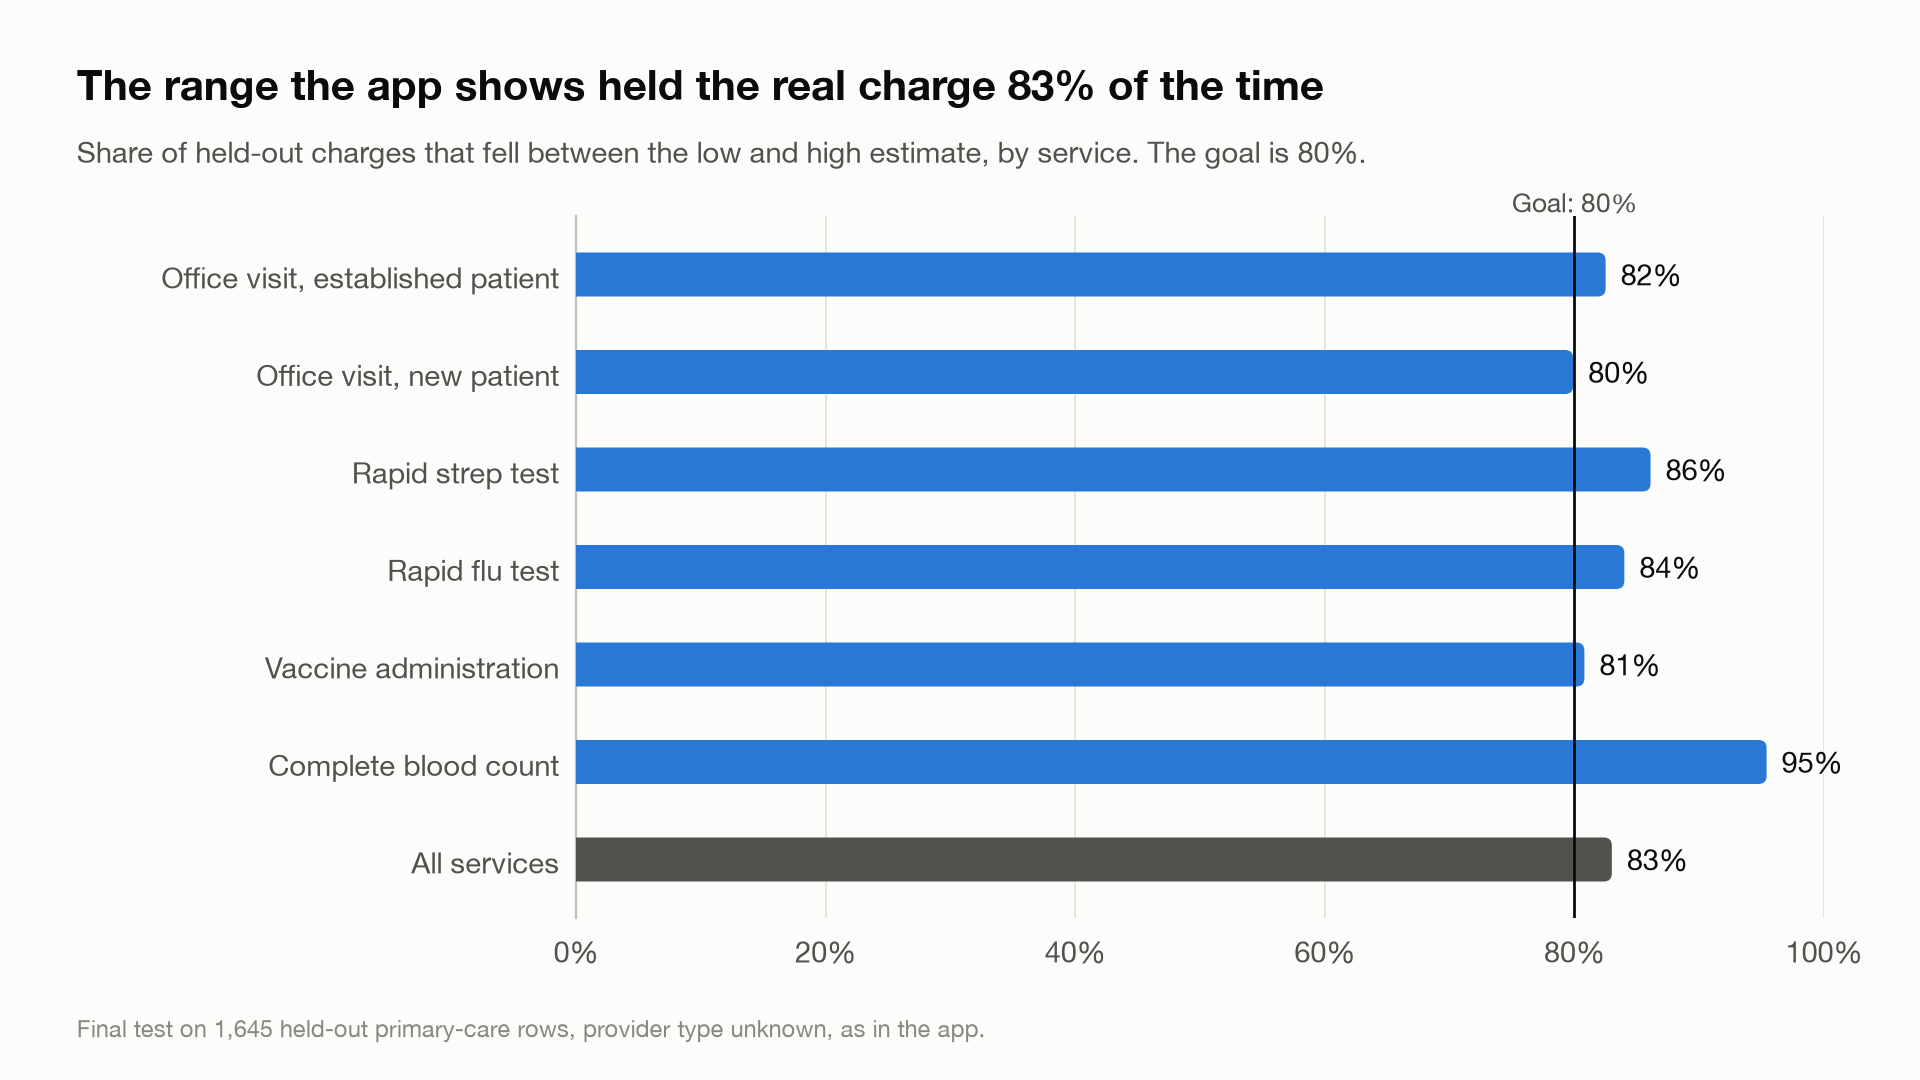 The range the app shows held the real charge 83% of the time
Share of held-out charges that fell between the low and high estimate, by service. The goal is 80%.
Goal: 80%
Office visit, established patient 82%
Office visit, new patient 80%
Rapid strep test 86%
Rapid flu test 84%
Vaccine administration 81%
Complete blood count 95%
All services 83%
0% 20% 40% 60% 80% 100%
Final test on 1,645 held-out primary-care rows, provider type unknown, as in the app.